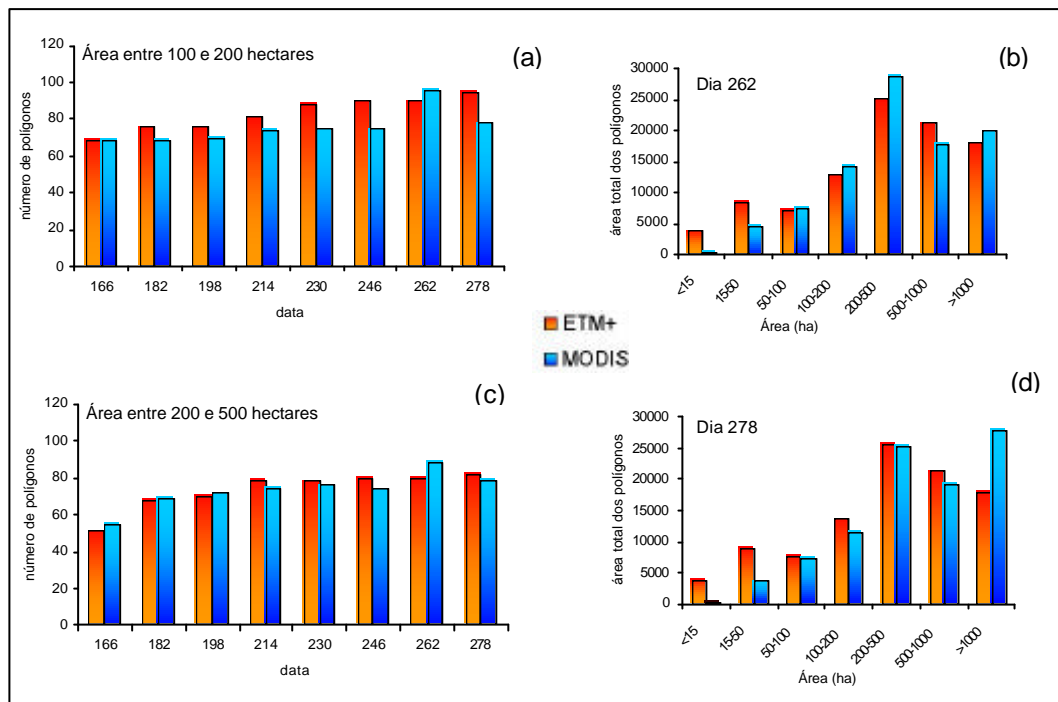 Área entre 100 e 200 hectares
(a)
número de polígonos
120
100
80
60
40
20
0
166 182 198 214 230 246 262 278
data
Dia 262
(b)
área total dos polígonos
30000
25000
20000
15000
10000
5000
0
<15 15-50 50-100 100-200 200-500 500-1000 >1000
Área (ha)
ETM+
MODIS
Área entre 200 e 500 hectares
(c)
número de polígonos
120
100
80
60
40
20
0
166 182 198 214 230 246 262 278
data
Dia 278
(d)
área total dos polígonos
30000
25000
20000
15000
10000
5000
0
<15 15-50 50-100 100-200 200-500 500-1000 >1000
Área (ha)